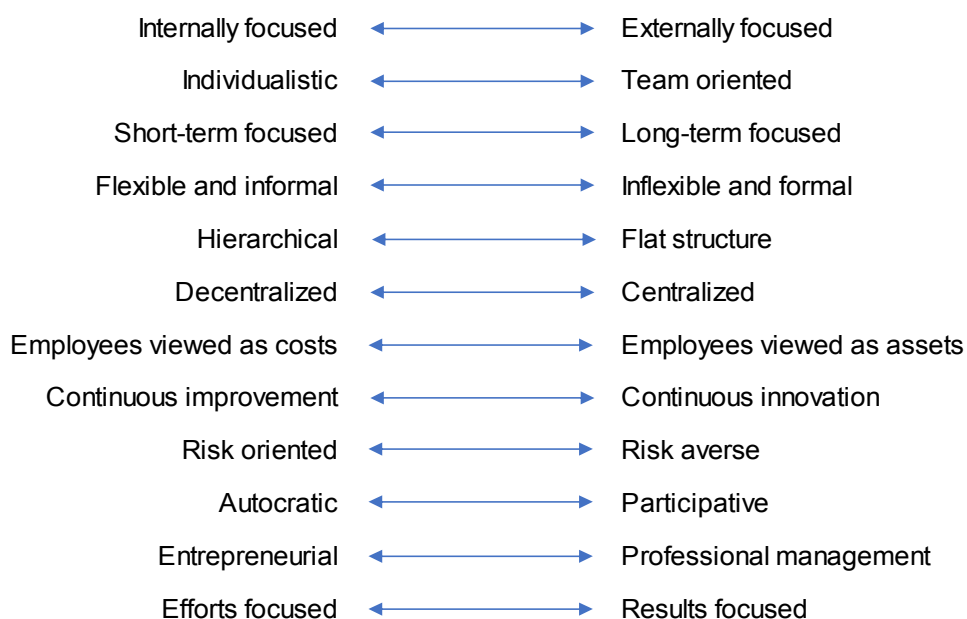 Internally focused Externally focused
Individualistic Team oriented
Short-term focused Long-term focused
Flexible and informal Inflexible and formal
Hierarchical Flat structure
Decentralized Centralized
Employees viewed as costs Employees viewed as assets
Continuous improvement Continuous innovation
Risk oriented Risk averse
Autocratic Participative
Entrepreneurial Professional management
Efforts focused Results focused